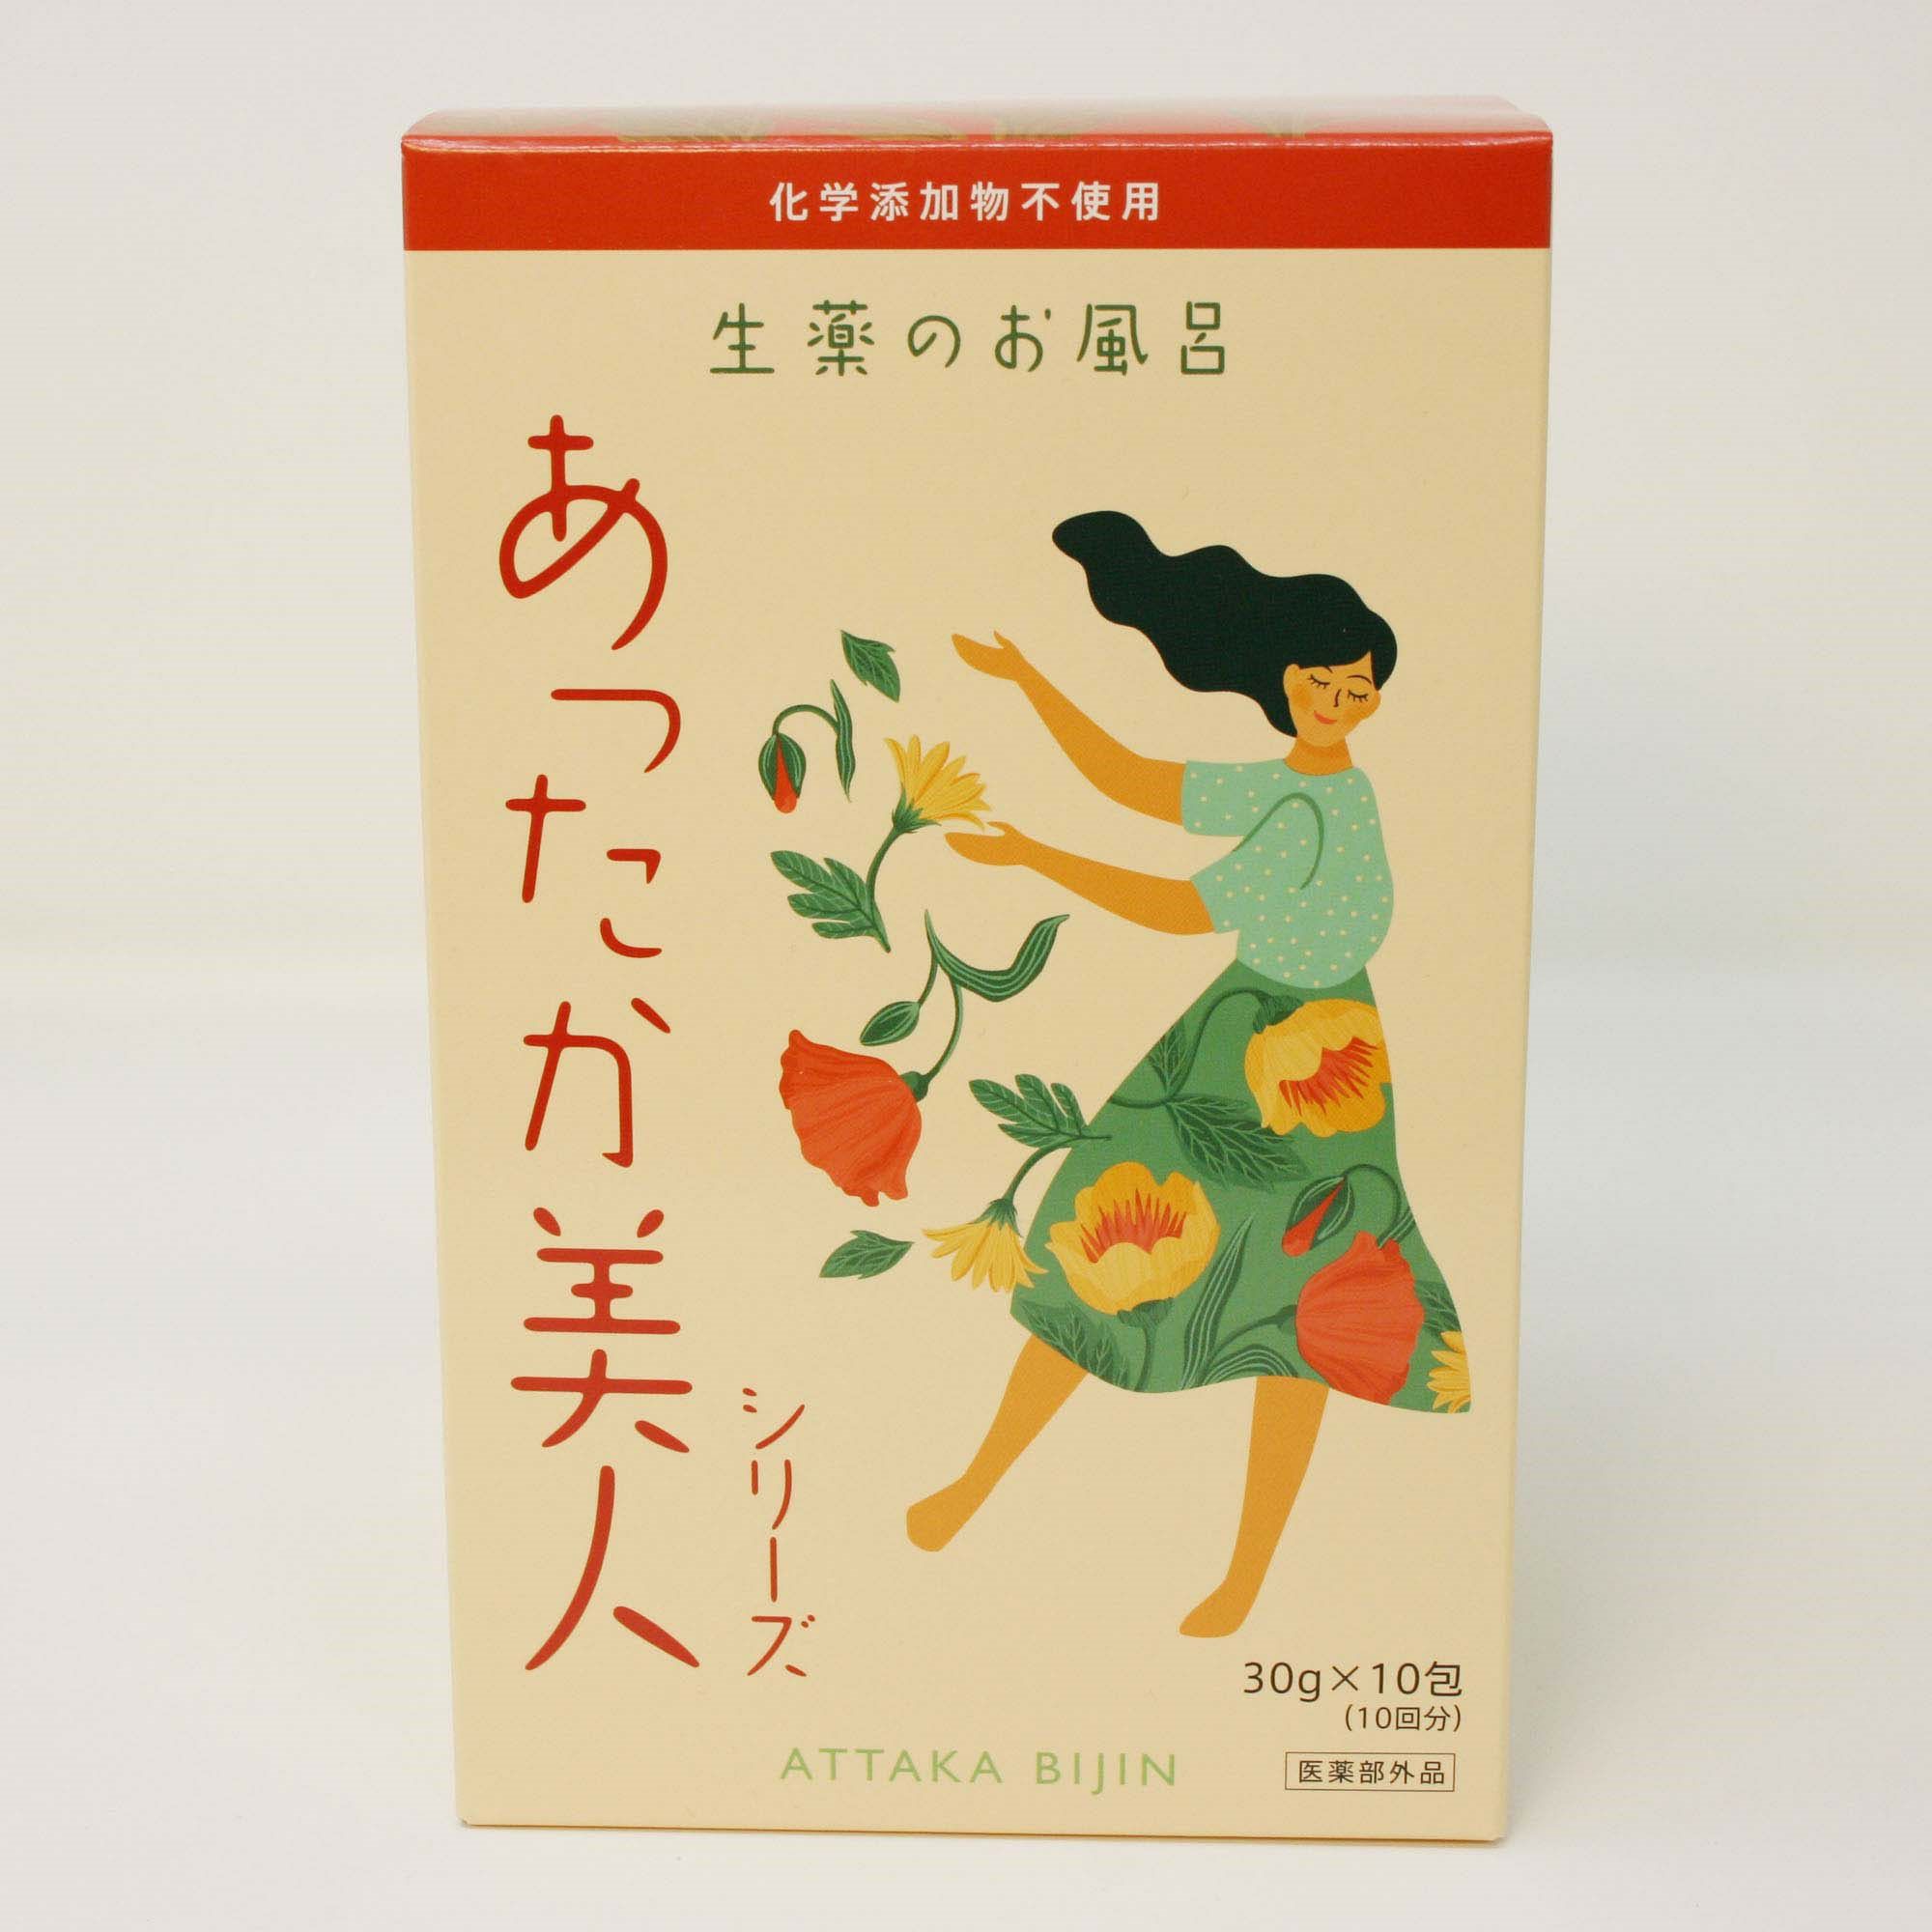 化学添加物不使用
生薬のお風呂
あったか美人
シリーズ
30g×10包
(10回分)
ATTAKA BIJIN
医薬部外品